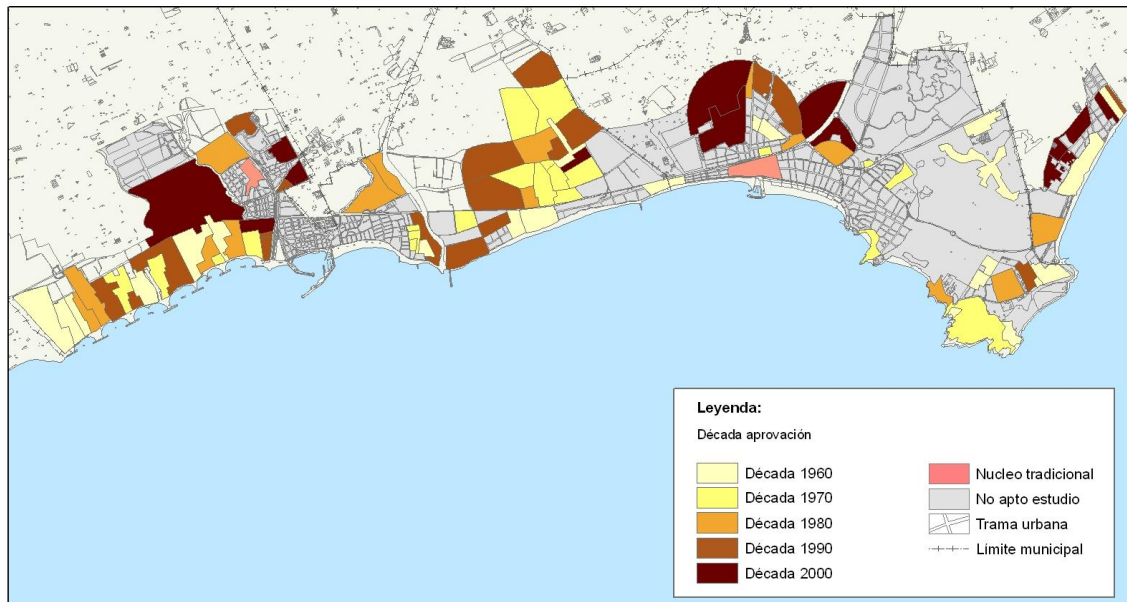 Leyenda:
Década aprovación
Década 1960
Década 1970
Década 1980
Década 1990
Década 2000
Nucleo tradicional
No apto estudio
Trama urbana
Límite municipal